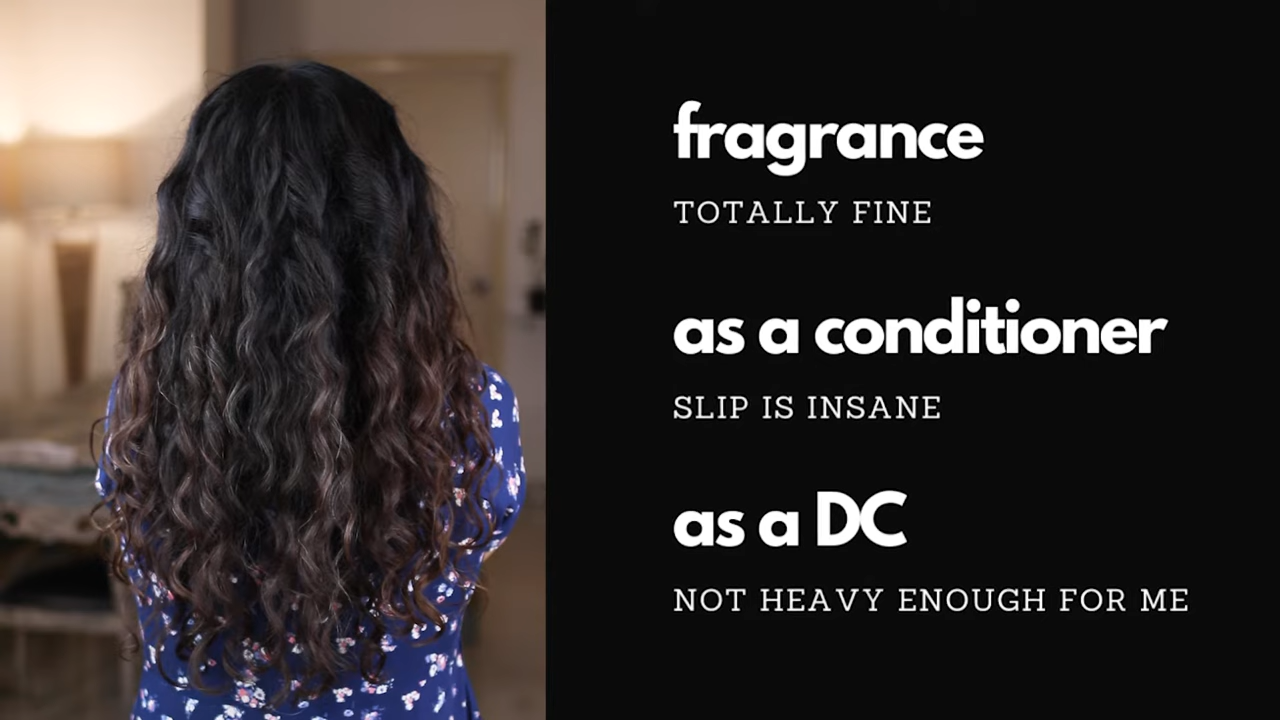 fragrance
TOTALLY FINE
as a conditioner
SLIP IS INSANE
as a DC
NOT HEAVY ENOUGH FOR ME